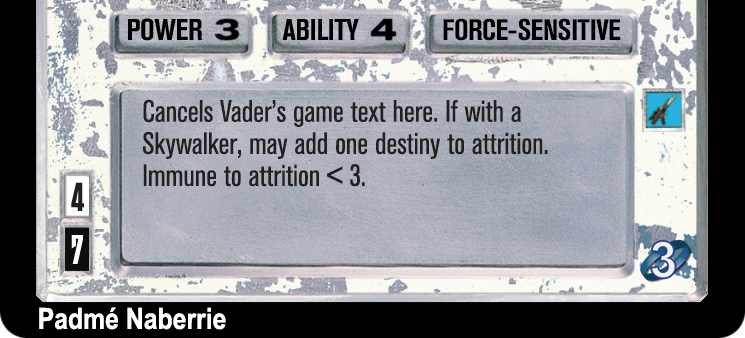 POWER 3 ABILITY 4 FORCE-SENSITIVE
Cancels Vader's game text here. If with a
Skywalker, may add one destiny to attrition.
Immune to attrition < 3.
4
7
3
Padmé Naberrie